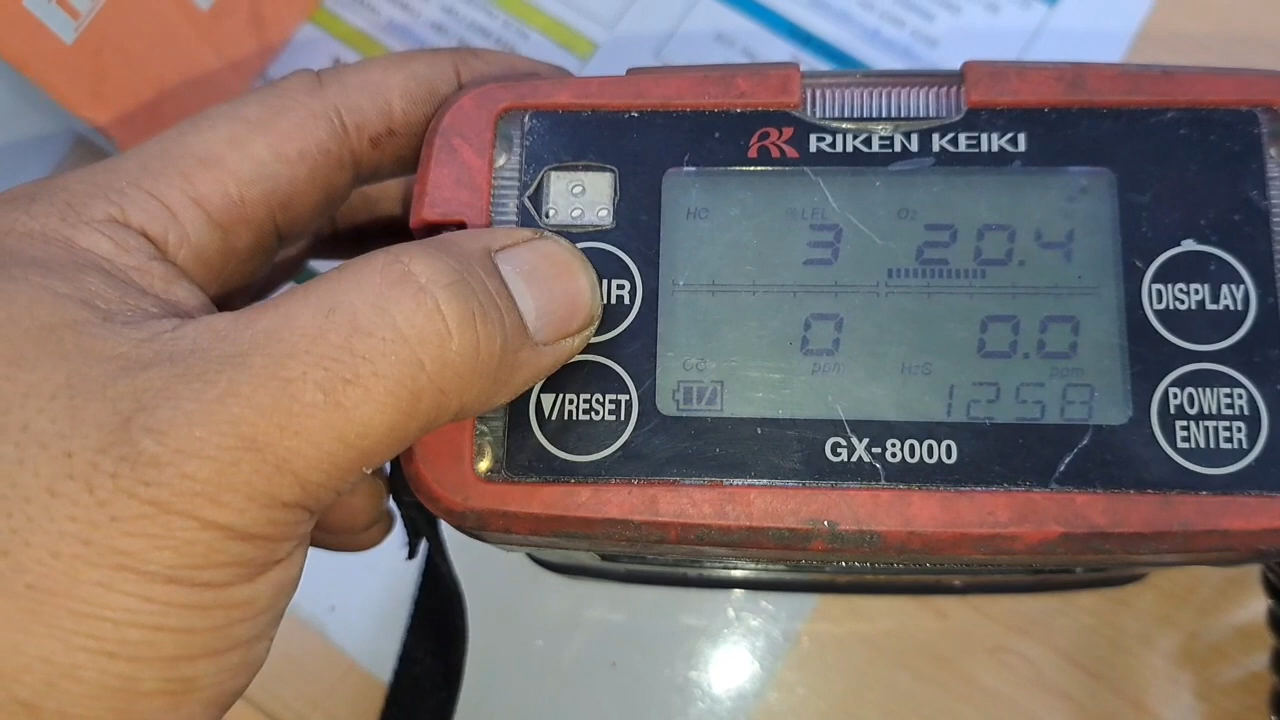 RIKEN KEIKI
HC %LEL O2
3 20.4
IR
DISPLAY
0 0.0
CO ppm H2S ppm
▼/RESET
1258
POWER
ENTER
GX-8000